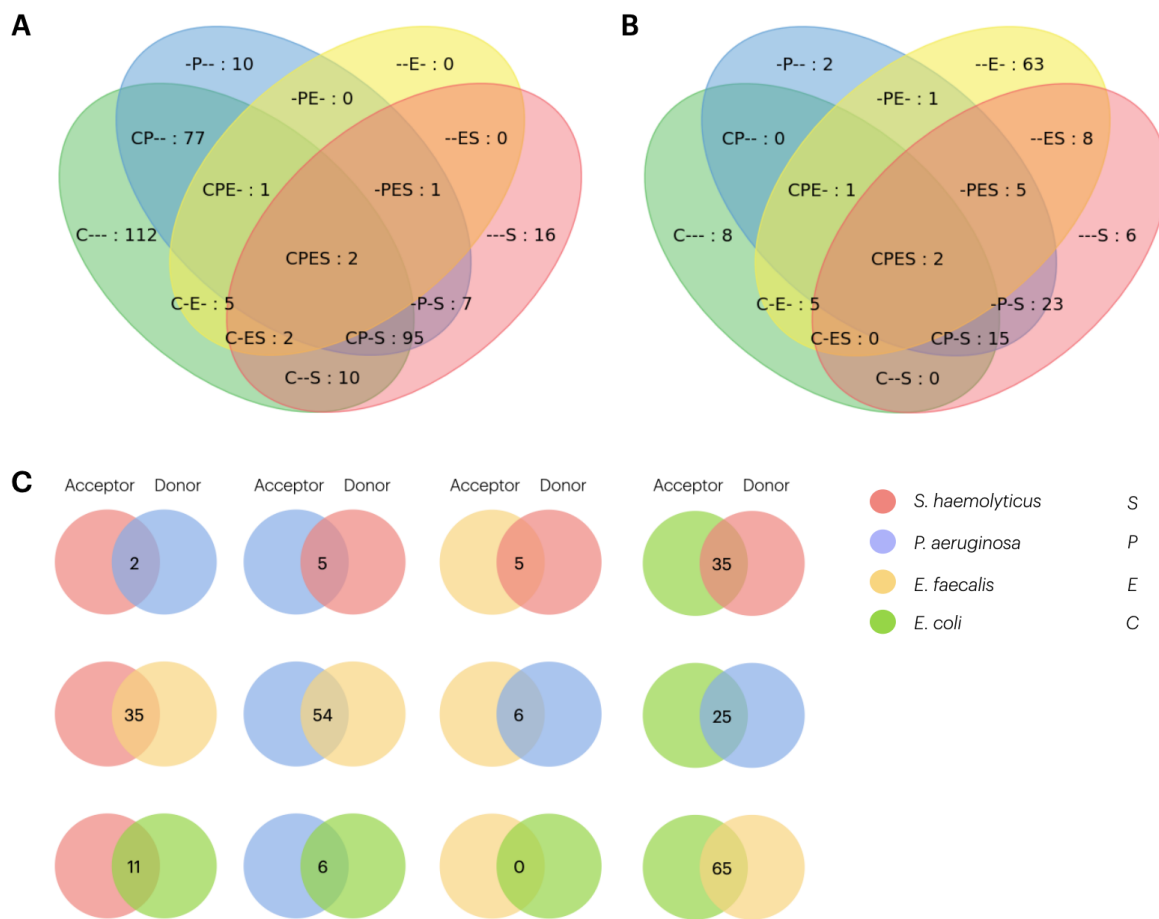 A
B
-P-- : 10
--E- : 0
-PE- : 0
CP-- : 77
--ES : 0
CPE- : 1
-PES : 1
C--- : 112
---S : 16
CPES : 2
C-E- : 5
-P-S : 7
C-ES : 2
CP-S : 95
C--S : 10
-P-- : 2
--E- : 63
-PE- : 1
CP-- : 0
--ES : 8
CPE- : 1
-PES : 5
C--- : 8
---S : 6
CPES : 2
C-E- : 5
-P-S : 23
C-ES : 0
CP-S : 15
C--S : 0
C
Acceptor Donor Acceptor Donor Acceptor Donor Acceptor Donor
2 5 5 35
35 54 6 25
11 6 0 65
S. haemolyticus S
P. aeruginosa P
E. faecalis E
E. coli C